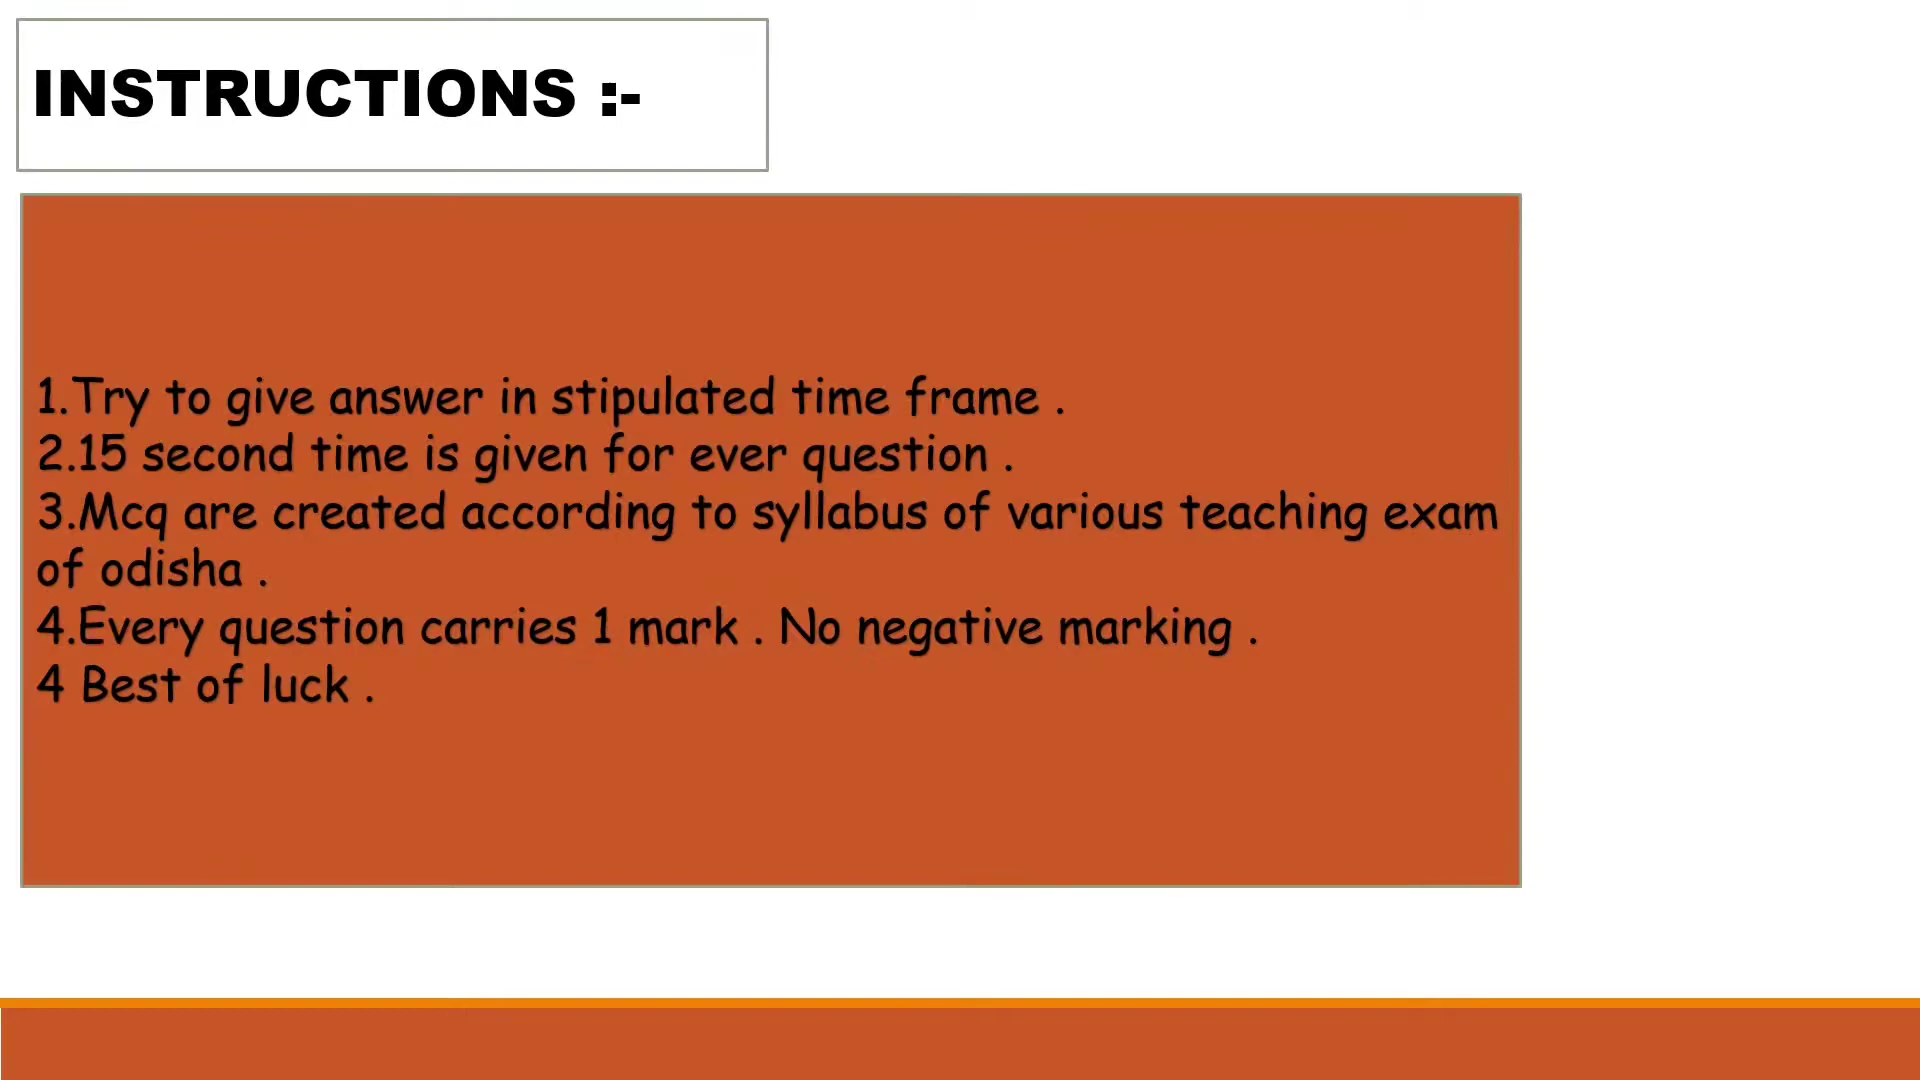 INSTRUCTIONS :-
1.Try to give answer in stipulated time frame .
2.15 second time is given for ever question .
3.Mcq are created according to syllabus of various teaching exam
of odisha .
4.Every question carries 1 mark . No negative marking .
4 Best of luck .